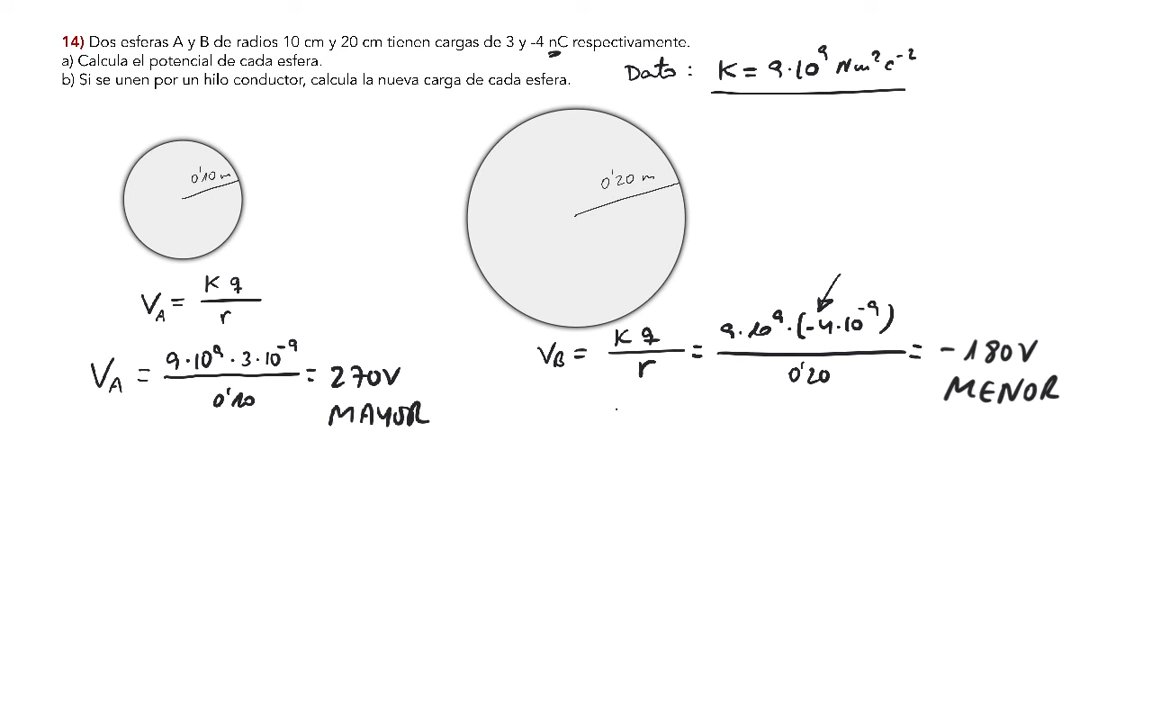 14) Dos esferas A y B de radios 10 cm y 20 cm tienen cargas de 3 y -4 nC respectivamente.
a) Calcula el potencial de cada esfera.
b) Si se unen por un hilo conductor, calcula la nueva carga de cada esfera.
Dato : K = 9·10⁹ Nm²c⁻²
0'10 m
0'20 m
V_A = K q / r
V_A = 9·10⁹ · 3·10⁻⁹ / 0'10 = 270V
MAYOR
V_B = K q / r = 9·10⁹·(-4·10⁻⁹) / 0'20 = -180V
MENOR